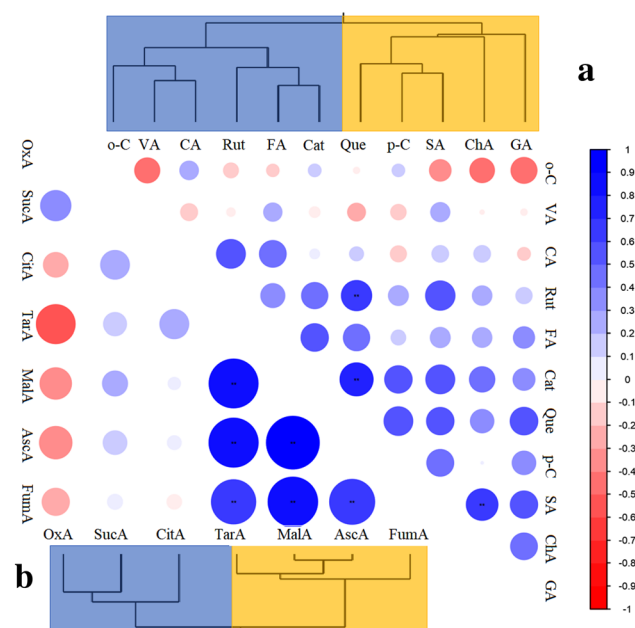 a
o-C VA CA Rut FA Cat Que p-C SA ChA GA
OxA
SucA
CitA
TarA
MalA
AscA
FumA
o-C
VA
CA
Rut
FA
Cat
Que
p-C
SA
ChA
GA
**
**
**
** **
** ** ** **
OxA SucA CitA TarA MalA AscA FumA
b
1
0.9
0.8
0.7
0.6
0.5
0.4
0.3
0.2
0.1
0
-0.1
-0.2
-0.3
-0.4
-0.5
-0.6
-0.7
-0.8
-0.9
-1